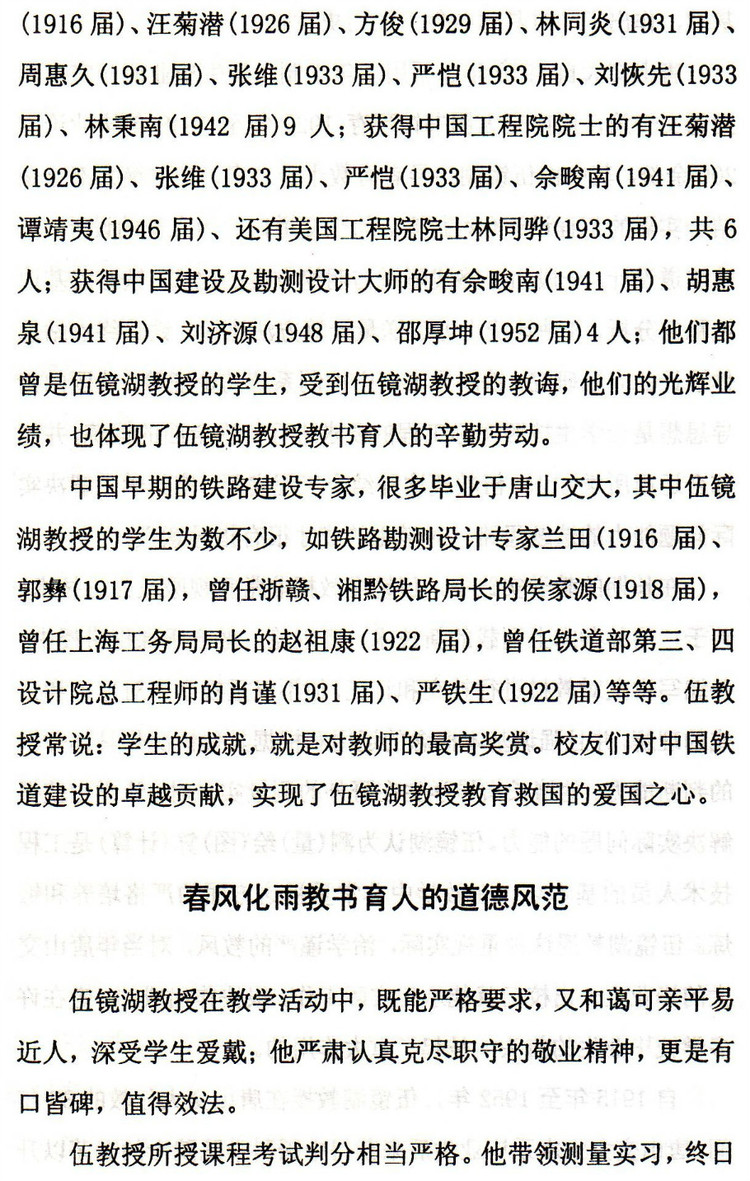 (1916 届)、汪菊潜(1926 届)、方俊(1929 届)、林同炎(1931 届)、
周惠久(1931 届)、张维(1933 届)、严恺(1933 届)、刘恢先(1933
届)、林秉南(1942 届)9 人；获得中国工程院院士的有汪菊潜
(1926 届)、张维(1933 届)、严恺(1933 届)、佘畯南(1941 届)、
谭靖夷(1946 届)、还有美国工程院院士林同骅(1933 届)，共 6
人；获得中国建设及勘测设计大师的有佘畯南(1941 届)、胡惠
泉(1941 届)、刘济源(1948 届)、邵厚坤(1952 届)4 人；他们都
曾是伍镜湖教授的学生，受到伍镜湖教授的教诲，他们的光辉业
绩，也体现了伍镜湖教授教书育人的辛勤劳动。
中国早期的铁路建设专家，很多毕业于唐山交大，其中伍镜
湖教授的学生为数不少，如铁路勘测设计专家兰田(1916 届)、
郭彝(1917 届)，曾任浙赣、湘黔铁路局长的侯家源(1918 届)，
曾任上海工务局局长的赵祖康(1922 届)，曾任铁道部第三、四
设计院总工程师的肖谨(1931 届)、严铁生(1922 届)等等。伍教
授常说：学生的成就，就是对教师的最高奖赏。校友们对中国铁
道建设的卓越贡献，实现了伍镜湖教授教育救国的爱国之心。
春风化雨教书育人的道德风范
伍镜湖教授在教学活动中，既能严格要求，又和蔼可亲平易
近人，深受学生爱戴；他严肃认真克尽职守的敬业精神，更是有
口皆碑，值得效法。
伍教授所授课程考试判分相当严格。他带领测量实习，终日